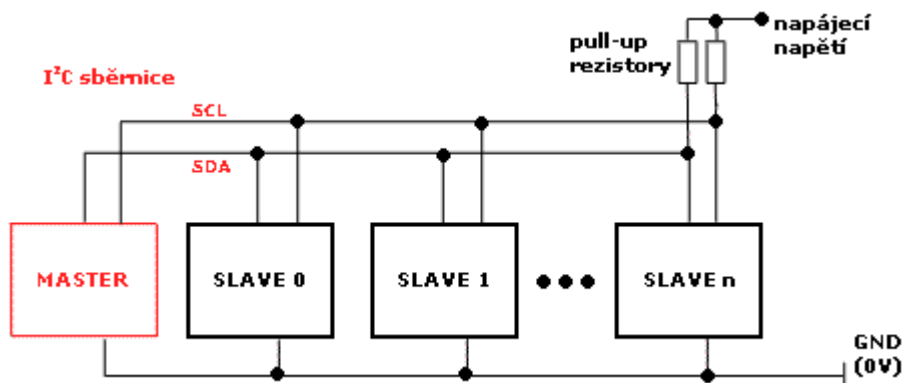 napájecí
napětí
pull-up
rezistory
I²C sběrnice
SCL
SDA
MASTER
SLAVE 0
SLAVE 1
SLAVE n
GND
(0V)